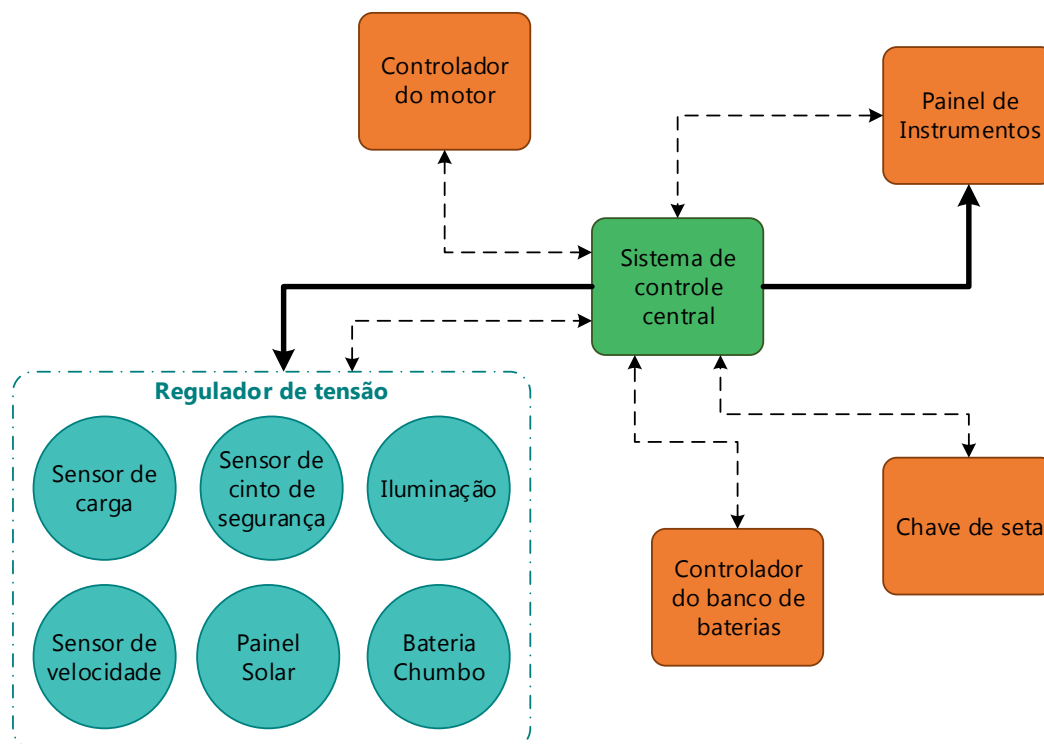 Controlador
do motor
Painel de
Instrumentos
Sistema de
controle
central
Regulador de tensão
Sensor de
carga
Sensor de
cinto de
segurança
Iluminação
Chave de seta
Controlador
do banco de
baterias
Sensor de
velocidade
Painel
Solar
Bateria
Chumbo